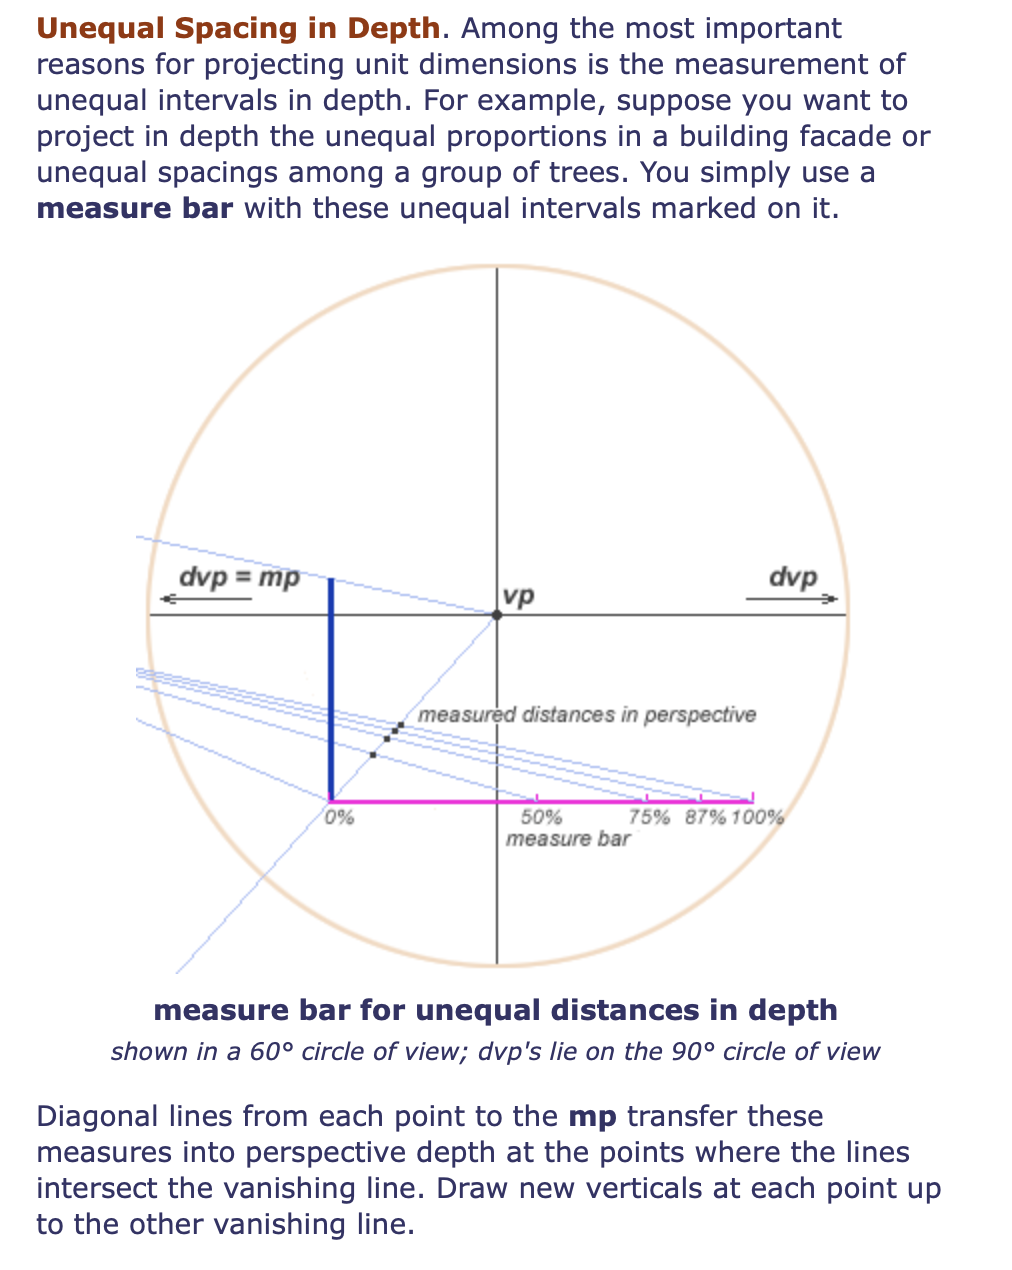 Unequal Spacing in Depth. Among the most important
reasons for projecting unit dimensions is the measurement of
unequal intervals in depth. For example, suppose you want to
project in depth the unequal proportions in a building facade or
unequal spacings among a group of trees. You simply use a
measure bar with these unequal intervals marked on it.
dvp = mp
dvp
vp
measured distances in perspective
0%
50%
75%
87%
100%
measure bar
measure bar for unequal distances in depth
shown in a 60° circle of view; dvp's lie on the 90° circle of view
Diagonal lines from each point to the mp transfer these
measures into perspective depth at the points where the lines
intersect the vanishing line. Draw new verticals at each point up
to the other vanishing line.